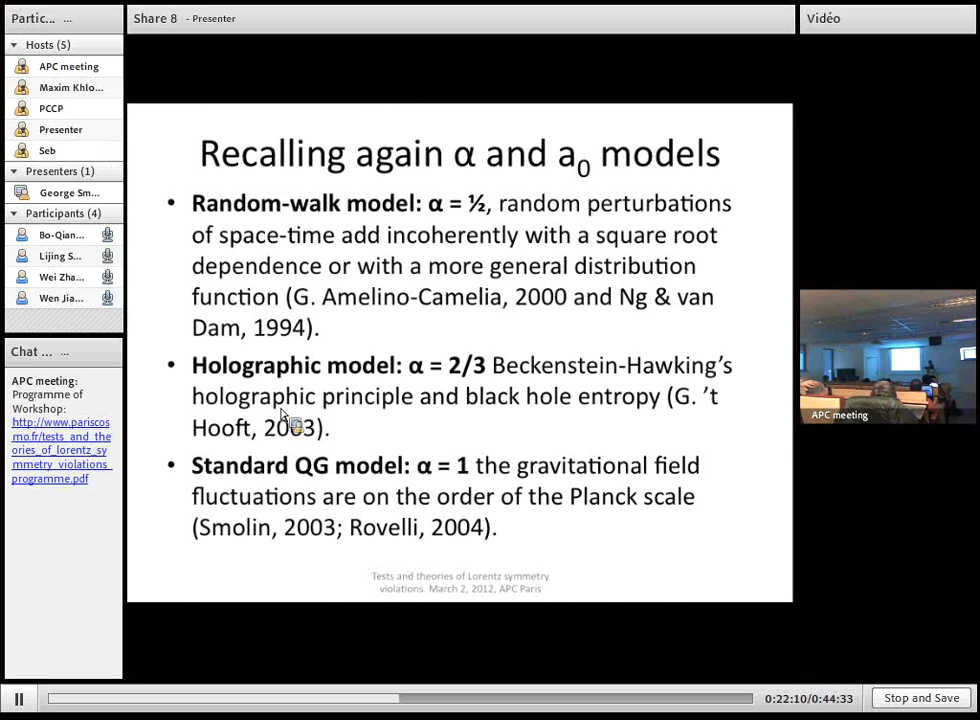 Partic... ...
Hosts (5)
APC meeting
Maxim Khlo...
PCCP
Presenter
Seb
Presenters (1)
George Sm...
Participants (4)
Bo-Qian...
Lijing S...
Wei Zha...
Wen Jia...
Chat ... ...
APC meeting:
Programme of
Workshop:
http://www.pariscos
mo.fr/tests_and_the
ories_of_lorentz_sy
mmetry_violations_
programme.pdf
Share 8 - Presenter
Recalling again α and a₀ models
• Random-walk model: α = ½, random perturbations
of space-time add incoherently with a square root
dependence or with a more general distribution
function (G. Amelino-Camelia, 2000 and Ng & van
Dam, 1994).
• Holographic model: α = 2/3 Beckenstein-Hawking’s
holographic principle and black hole entropy (G. ’t
Hooft, 2003).
• Standard QG model: α = 1 the gravitational field
fluctuations are on the order of the Planck scale
(Smolin, 2003; Rovelli, 2004).
Tests and theories of Lorentz symmetry
violations. March 2, 2012, APC Paris
Vidéo
APC meeting
0:22:10/0:44:33
Stop and Save